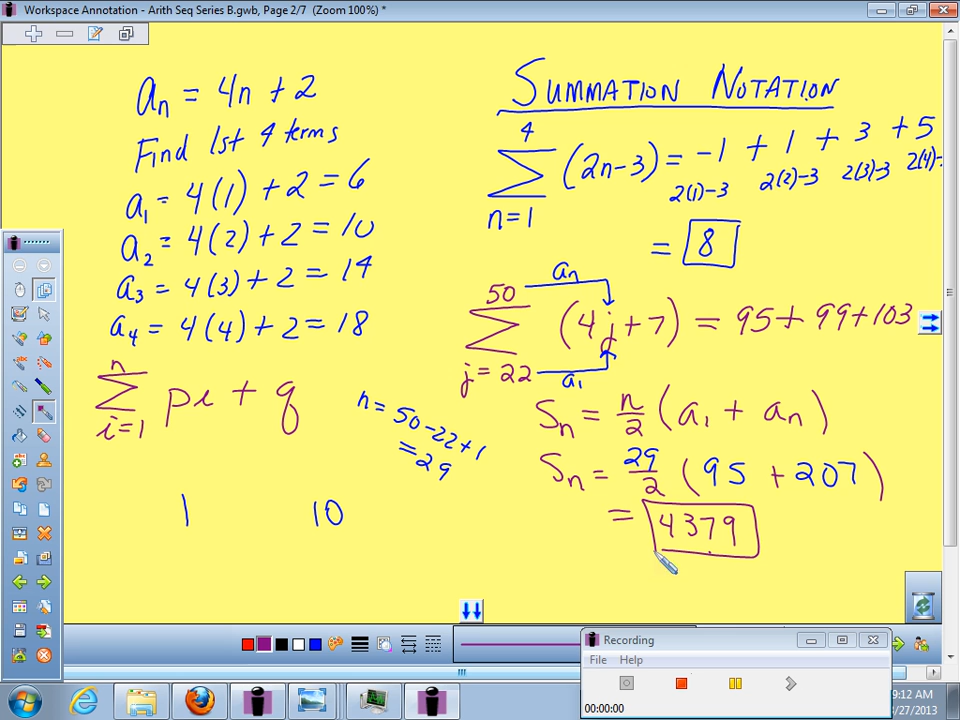 Workspace Annotation - Arith Seq Series B.gwb, Page 2/7 (Zoom 100%) *
aₙ = 4n + 2
Find 1st 4 terms
a₁ = 4(1) + 2 = 6
a₂ = 4(2) + 2 = 10
a₃ = 4(3) + 2 = 14
a₄ = 4(4) + 2 = 18
n
∑ pi + q
i=1
n = 50-22+1
= 29
1 10
SUMMATION NOTATION
4
∑ (2n-3) = -1 + 1 + 3 + 5
n=1
2(1)-3 2(2)-3 2(3)-3 2(4)-
= 8
aₙ
50
∑ (4j+7) = 95 + 99 + 103
j = 22
a₁
Sₙ = n/2 (a₁ + aₙ)
Sₙ = 29/2 (95 + 207)
= 4379
Recording
File Help
00:00:00
9:12 AM
/27/2013